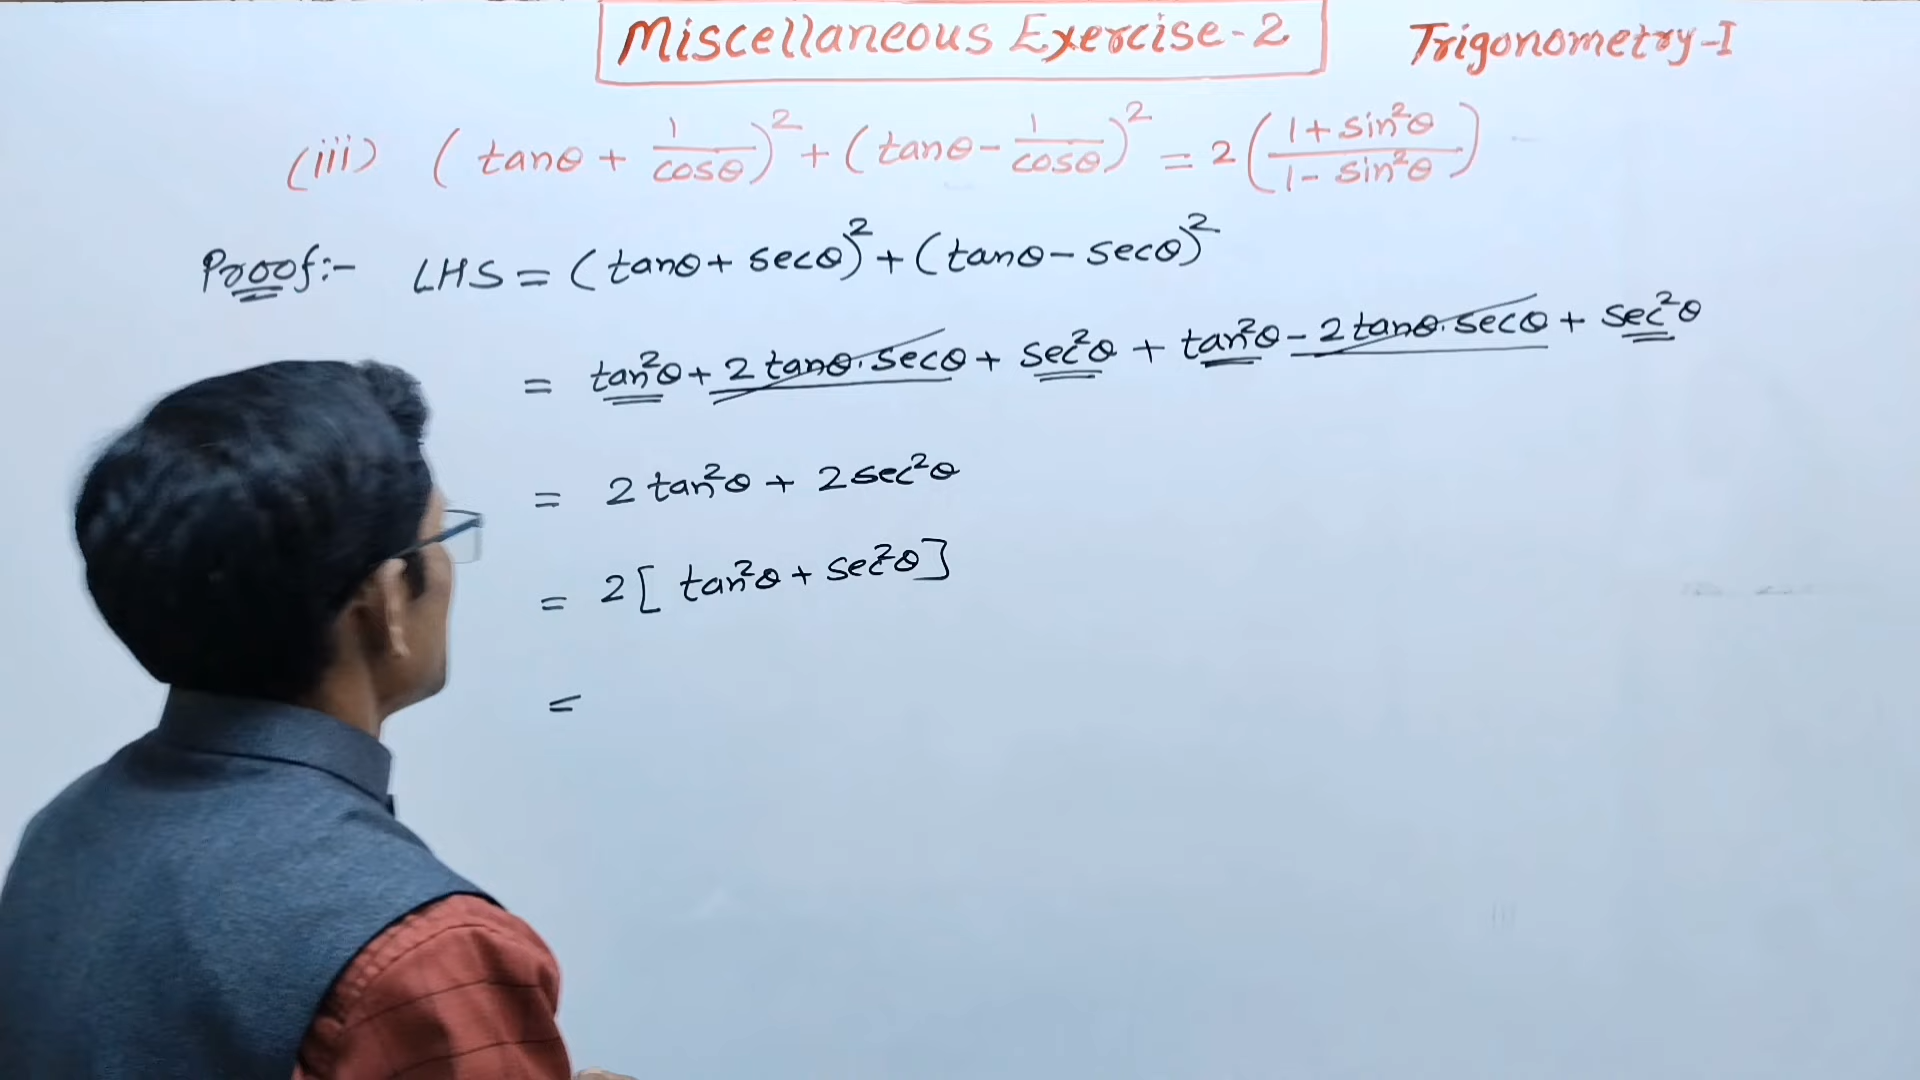 Miscellaneous Exercise-2 Trigonometry-I
(iii) (tanθ + 1/cosθ)² + (tanθ - 1/cosθ)² = 2((1 + sin²θ)/(1 - sin²θ))
Proof:- LHS = (tanθ + secθ)² + (tanθ - secθ)²
= tan²θ + 2 tanθ.secθ + sec²θ + tan²θ - 2 tanθ.secθ + sec²θ
= 2 tan²θ + 2 sec²θ
= 2[ tan²θ + sec²θ ]
=